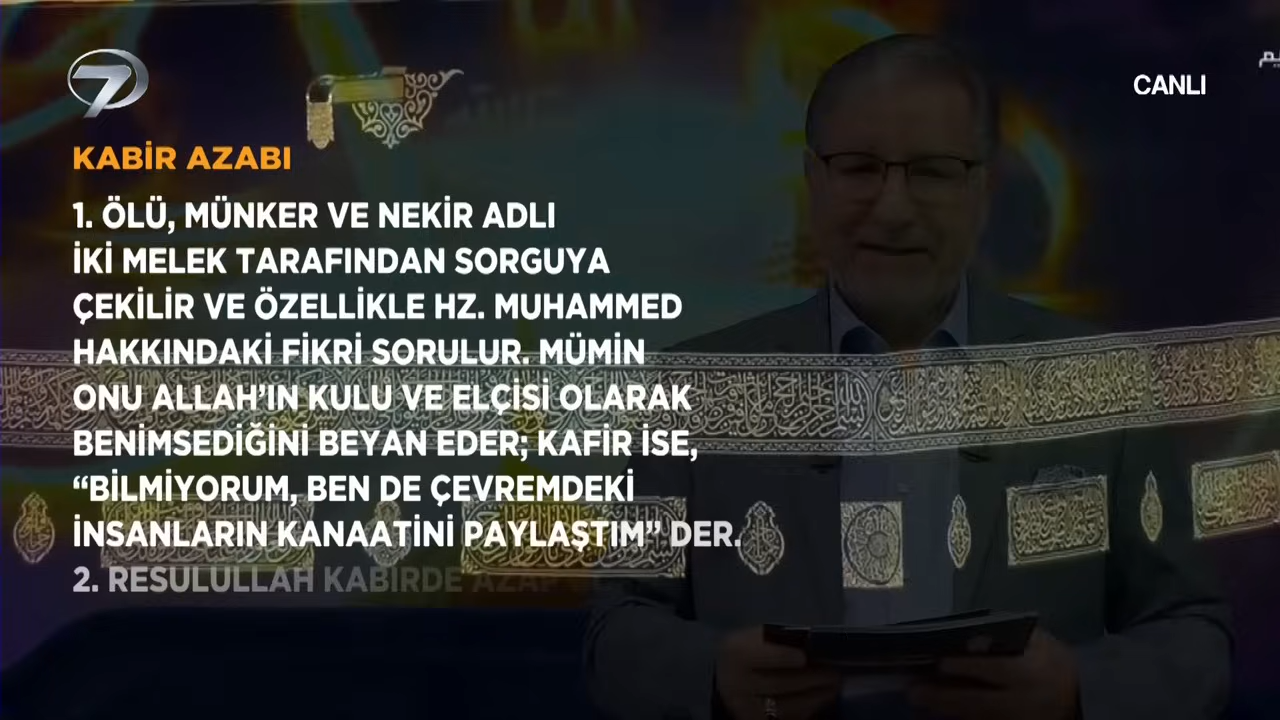 7
CANLI
KABİR AZABI
1. ÖLÜ, MÜNKER VE NEKİR ADLI
İKİ MELEK TARAFINDAN SORGUYA
ÇEKİLİR VE ÖZELLİKLE HZ. MUHAMMED
HAKKINDAKİ FİKRİ SORULUR. MÜMİN
ONU ALLAH’IN KULU VE ELÇİSİ OLARAK
BENİMSEDİĞİNİ BEYAN EDER; KAFİR İSE,
“BİLMİYORUM, BEN DE ÇEVREMDEKİ
İNSANLARIN KANAATİNİ PAYLAŞTIM” DER.
2. RESULULLAH KABİRDE AZAP